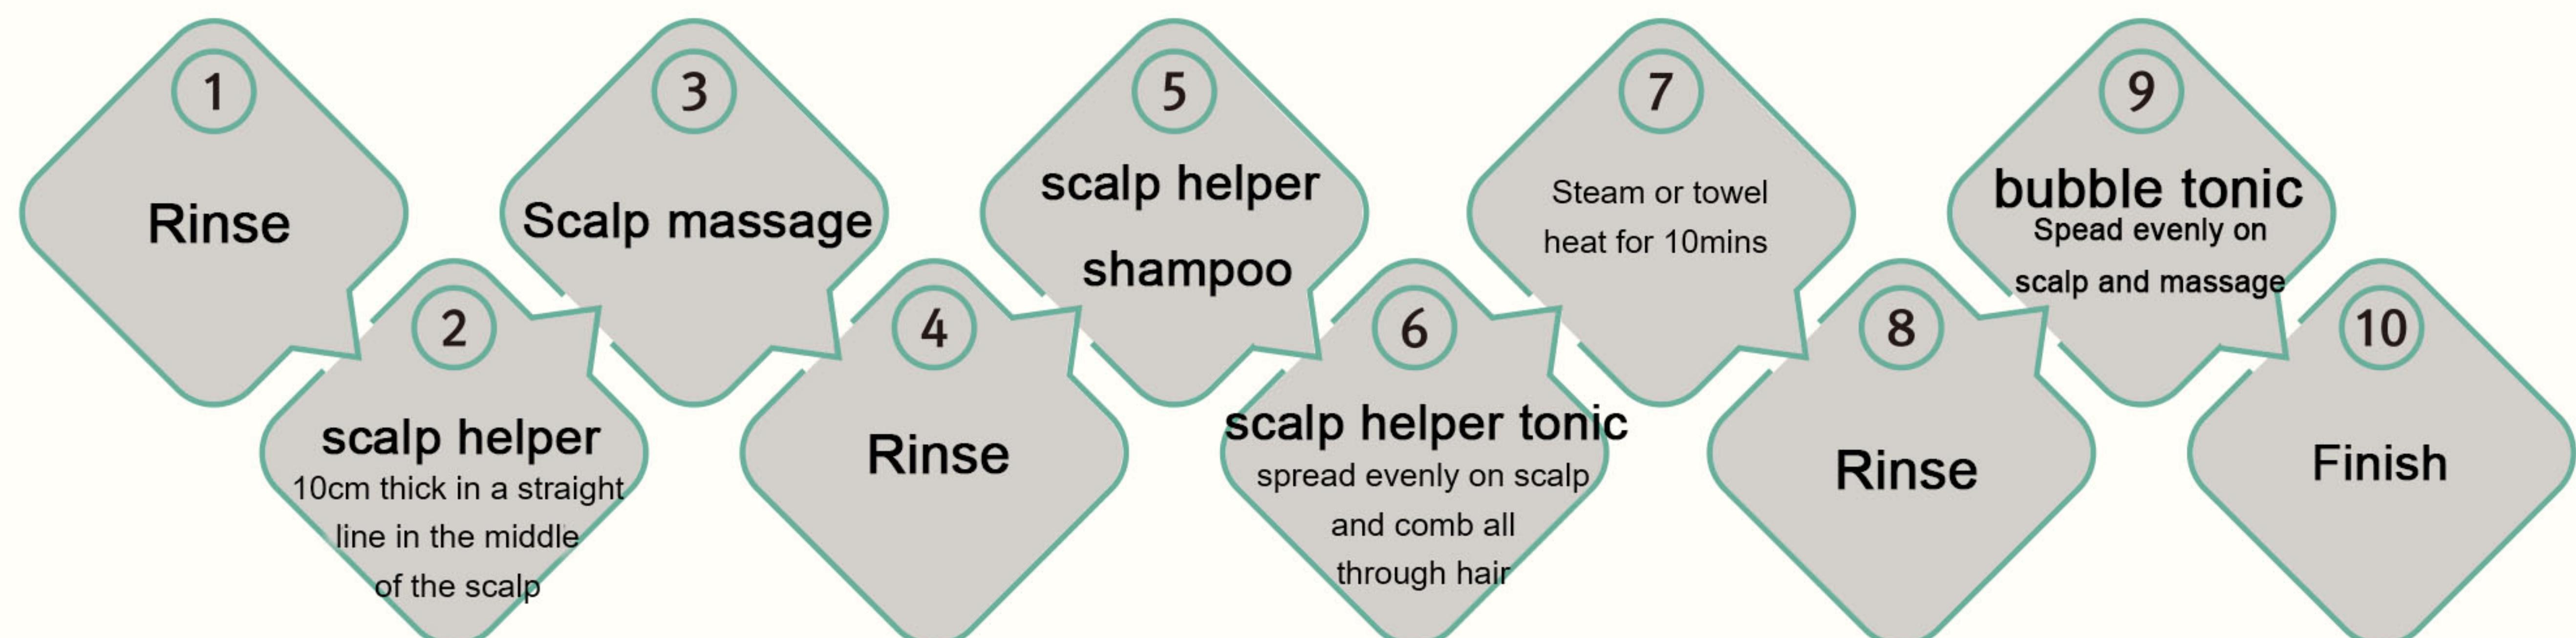 1
Rinse
2
scalp helper
10cm thick in a straight
line in the middle
of the scalp
3
Scalp massage
4
Rinse
5
scalp helper
shampoo
6
scalp helper tonic
spread evenly on scalp
and comb all
through hair
7
Steam or towel
heat for 10mins
8
Rinse
9
bubble tonic
Spead evenly on
scalp and massage
10
Finish